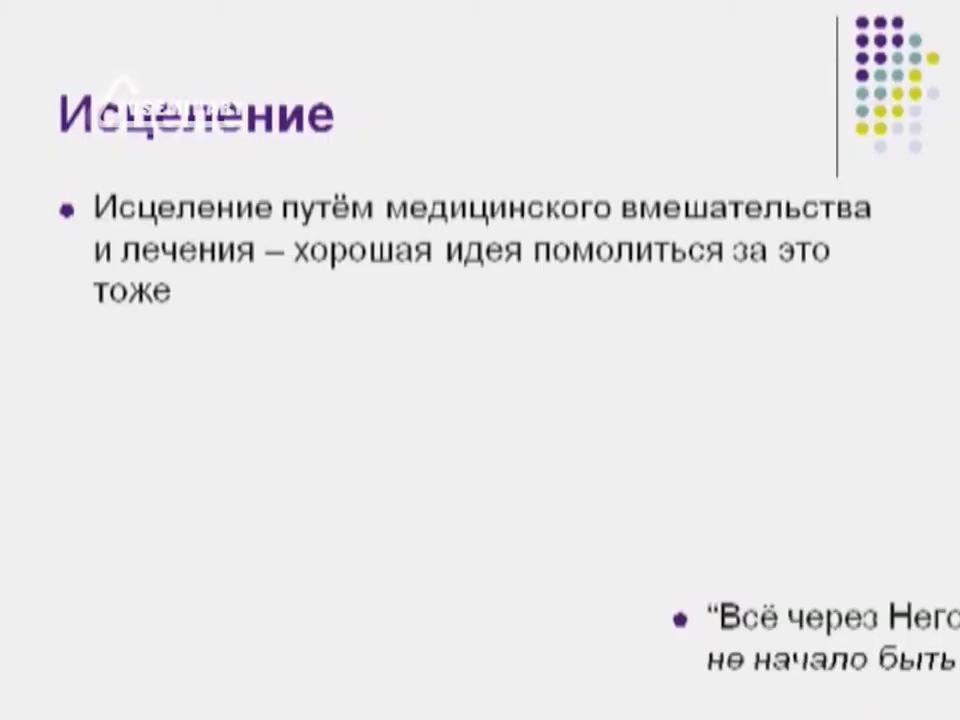 Исцеление
Исцеление путём медицинского вмешательства
и лечения – хорошая идея помолиться за это
тоже
“Всё через Него
не начало быть